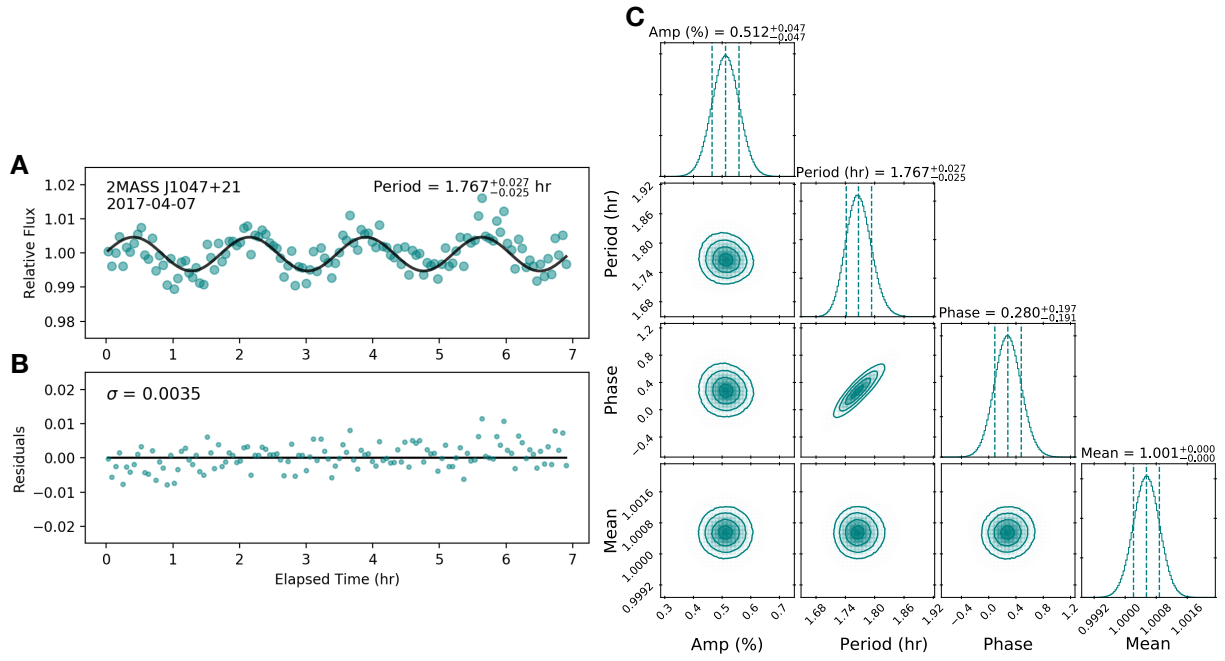 A
2MASS J1047+21
2017-04-07
Period = 1.767 +0.027 −0.025 hr
Relative Flux
1.02
1.01
1.00
0.99
0.98
0 1 2 3 4 5 6 7
B
σ = 0.0035
Residuals
0.02
0.01
0.00
−0.01
−0.02
0 1 2 3 4 5 6 7
Elapsed Time (hr)
C
Amp (%) = 0.512 +0.047 −0.047
Period (hr) = 1.767 +0.027 −0.025
Period (hr)
1.92
1.86
1.80
1.74
1.68
Phase = 0.280 +0.197 −0.191
Phase
1.2
0.8
0.4
0.0
−0.4
Mean = 1.001 +0.000 −0.000
Mean
1.0016
1.0008
1.0000
0.9992
0.3 0.4 0.5 0.6 0.7
Amp (%)
1.68 1.74 1.80 1.86 1.92
Period (hr)
−0.4 0.0 0.4 0.8 1.2
Phase
0.9992 1.0000 1.0008 1.0016
Mean